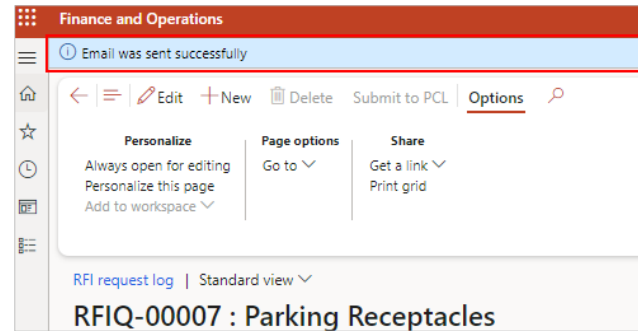 Finance and Operations
Email was sent successfully
Edit New Delete Submit to PCL Options
Personalize Page options Share
Always open for editing Go to Get a link
Personalize this page Print grid
Add to workspace
RFI request log | Standard view
RFIQ-00007 : Parking Receptacles